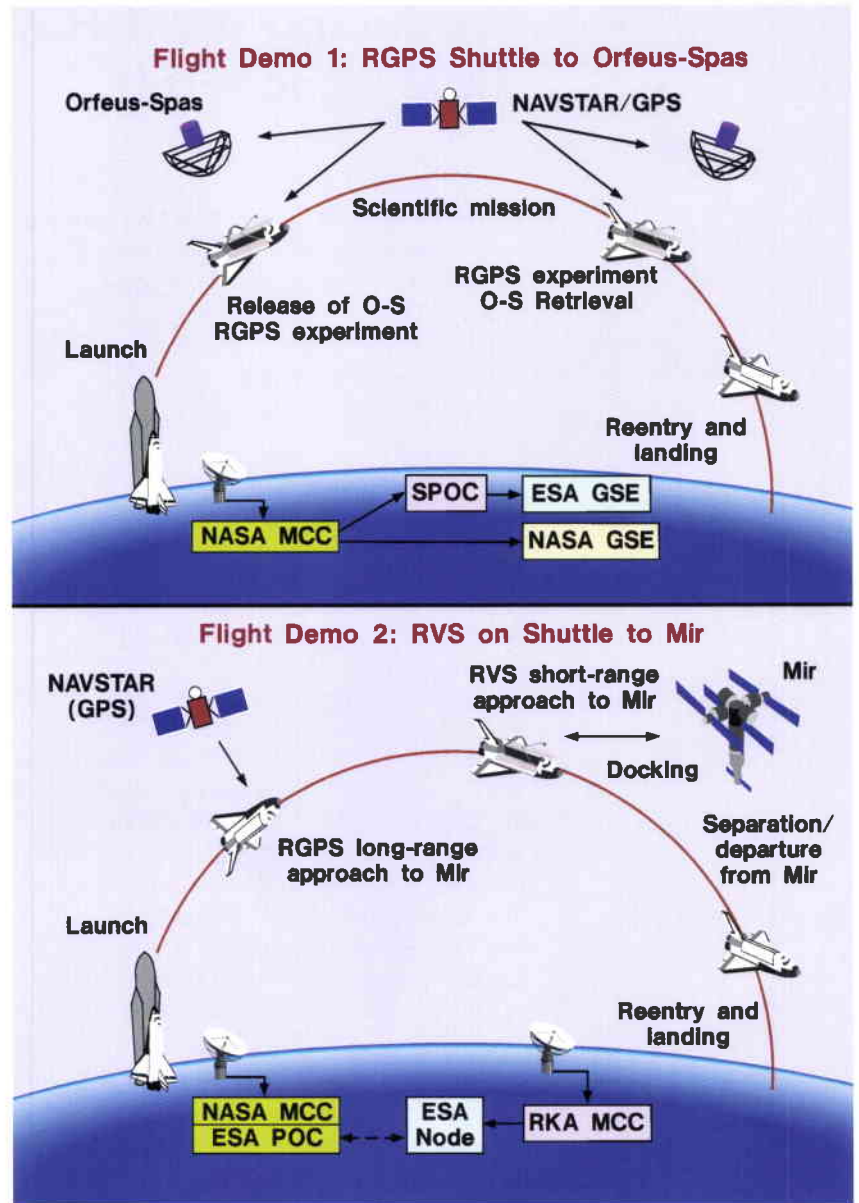 Flight Demo 1: RGPS Shuttle to Orfeus-Spas
Orfeus-Spas
NAVSTAR/GPS
Scientific mission
RGPS experiment
O-S Retrieval
Release of O-S
RGPS experiment
Launch
Reentry and
landing
SPOC
ESA GSE
NASA MCC
NASA GSE
Flight Demo 2: RVS on Shuttle to Mir
NAVSTAR
(GPS)
RVS short-range
approach to Mir
Mir
Docking
RGPS long-range
approach to Mir
Separation/
departure
from Mir
Launch
Reentry and
landing
NASA MCC
ESA POC
ESA
Node
RKA MCC